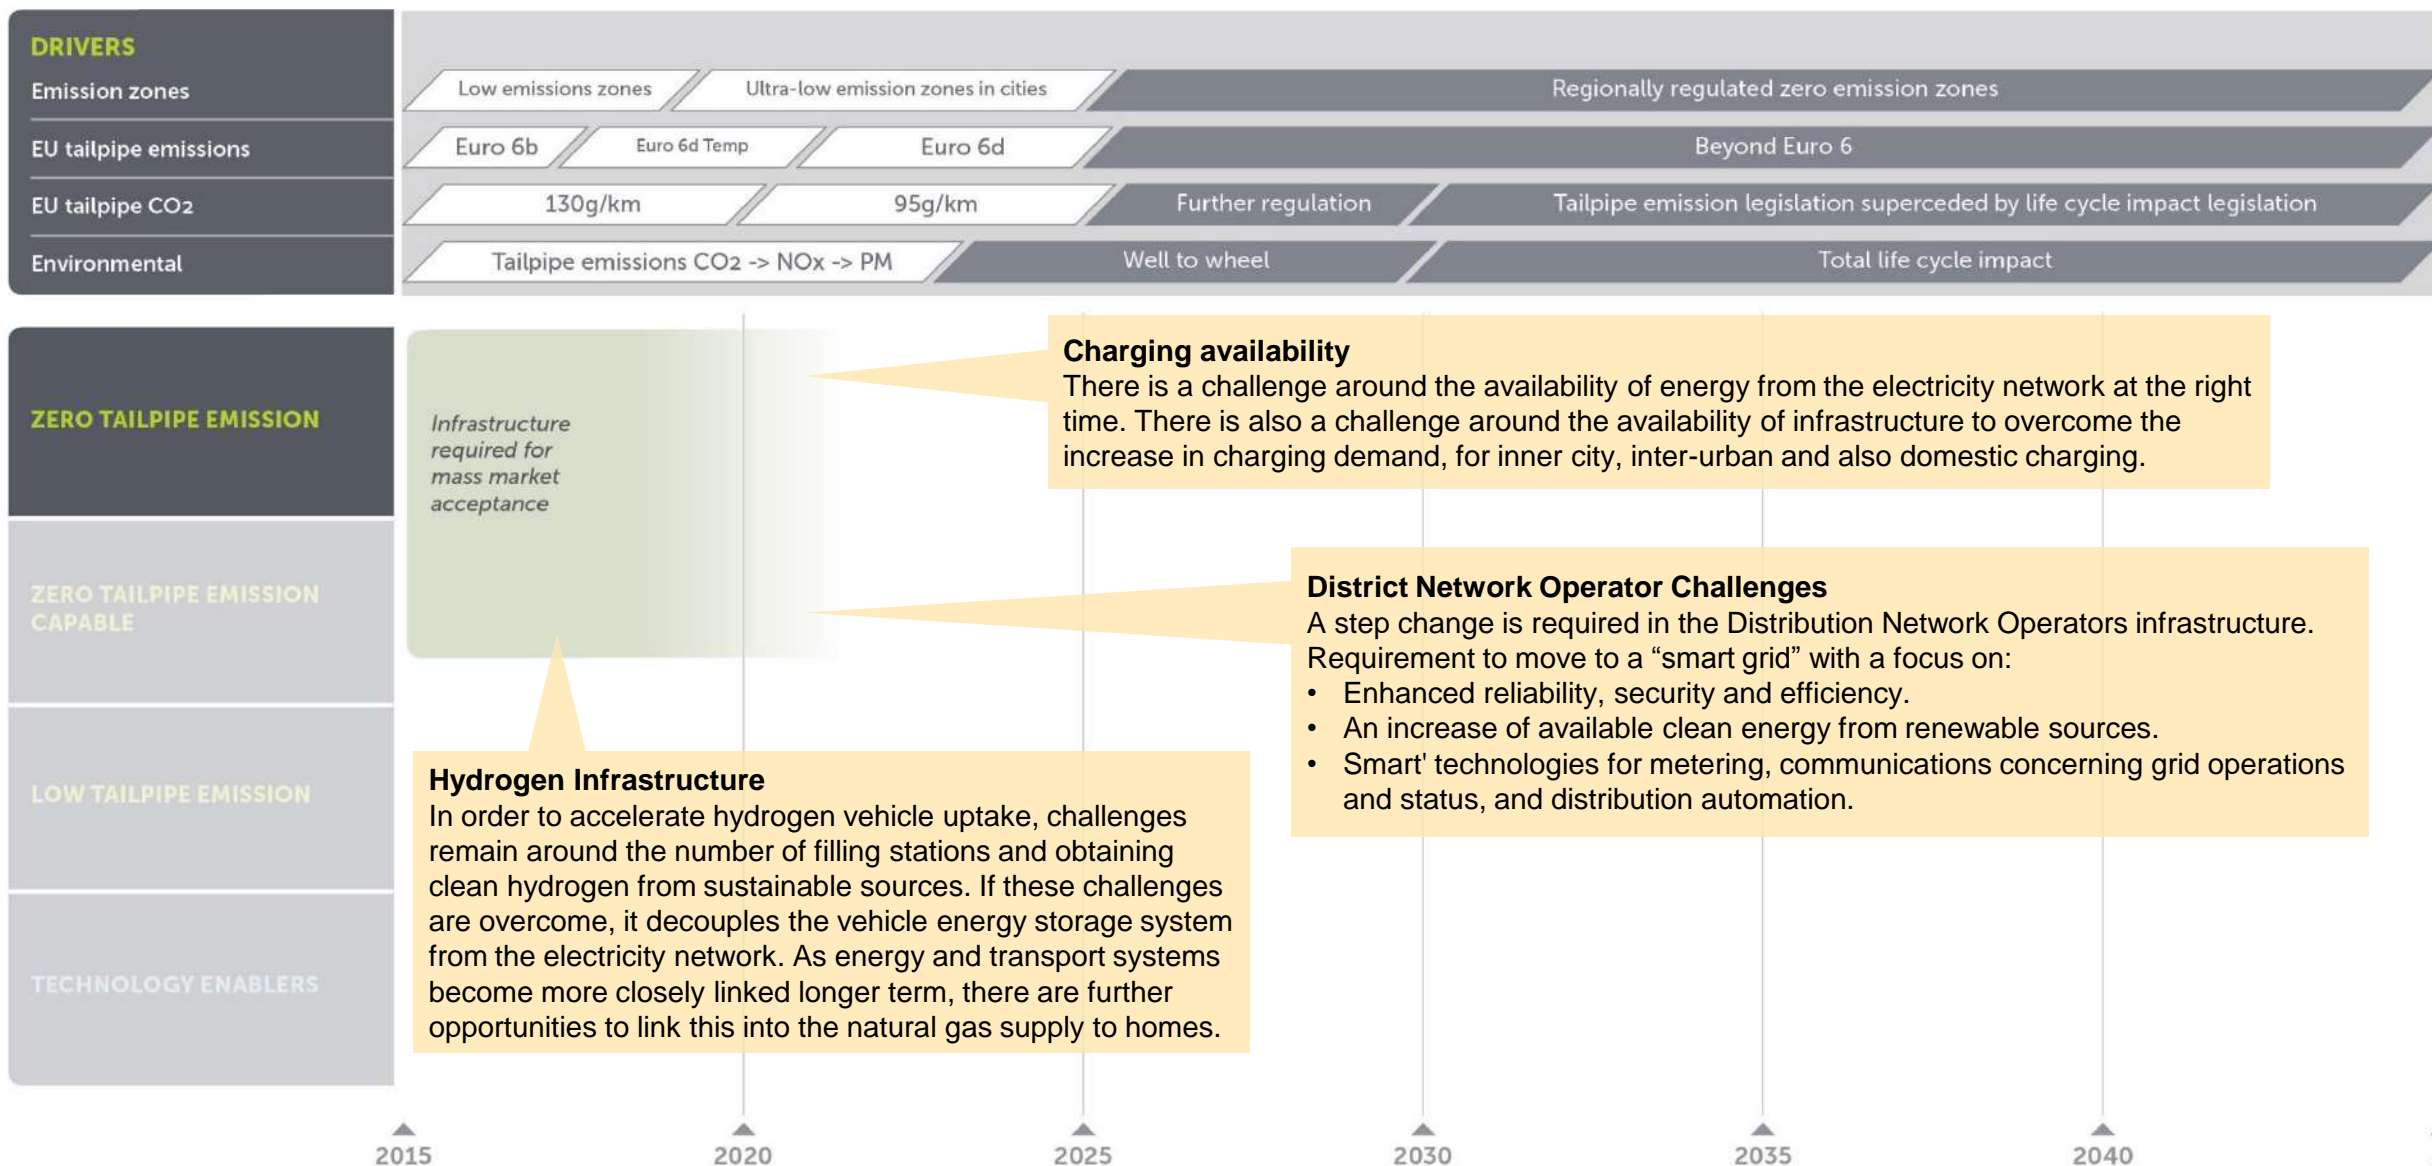 DRIVERS
Emission zones
Low emissions zones
Ultra-low emission zones in cities
Regionally regulated zero emission zones
EU tailpipe emissions
Euro 6b
Euro 6d Temp
Euro 6d
Beyond Euro 6
EU tailpipe CO2
130g/km
95g/km
Further regulation
Tailpipe emission legislation superceded by life cycle impact legislation
Environmental
Tailpipe emissions CO2 -> NOx -> PM
Well to wheel
Total life cycle impact
ZERO TAILPIPE EMISSION
Infrastructure
required for
mass market
acceptance
Charging availability
There is a challenge around the availability of energy from the electricity network at the right
time. There is also a challenge around the availability of infrastructure to overcome the
increase in charging demand, for inner city, inter-urban and also domestic charging.
ZERO TAILPIPE EMISSION
CAPABLE
District Network Operator Challenges
A step change is required in the Distribution Network Operators infrastructure.
Requirement to move to a “smart grid” with a focus on:
• Enhanced reliability, security and efficiency.
• An increase of available clean energy from renewable sources.
• Smart' technologies for metering, communications concerning grid operations
and status, and distribution automation.
LOW TAILPIPE EMISSION
Hydrogen Infrastructure
In order to accelerate hydrogen vehicle uptake, challenges
remain around the number of filling stations and obtaining
clean hydrogen from sustainable sources. If these challenges
are overcome, it decouples the vehicle energy storage system
from the electricity network. As energy and transport systems
become more closely linked longer term, there are further
opportunities to link this into the natural gas supply to homes.
TECHNOLOGY ENABLERS
2015
2020
2025
2030
2035
2040